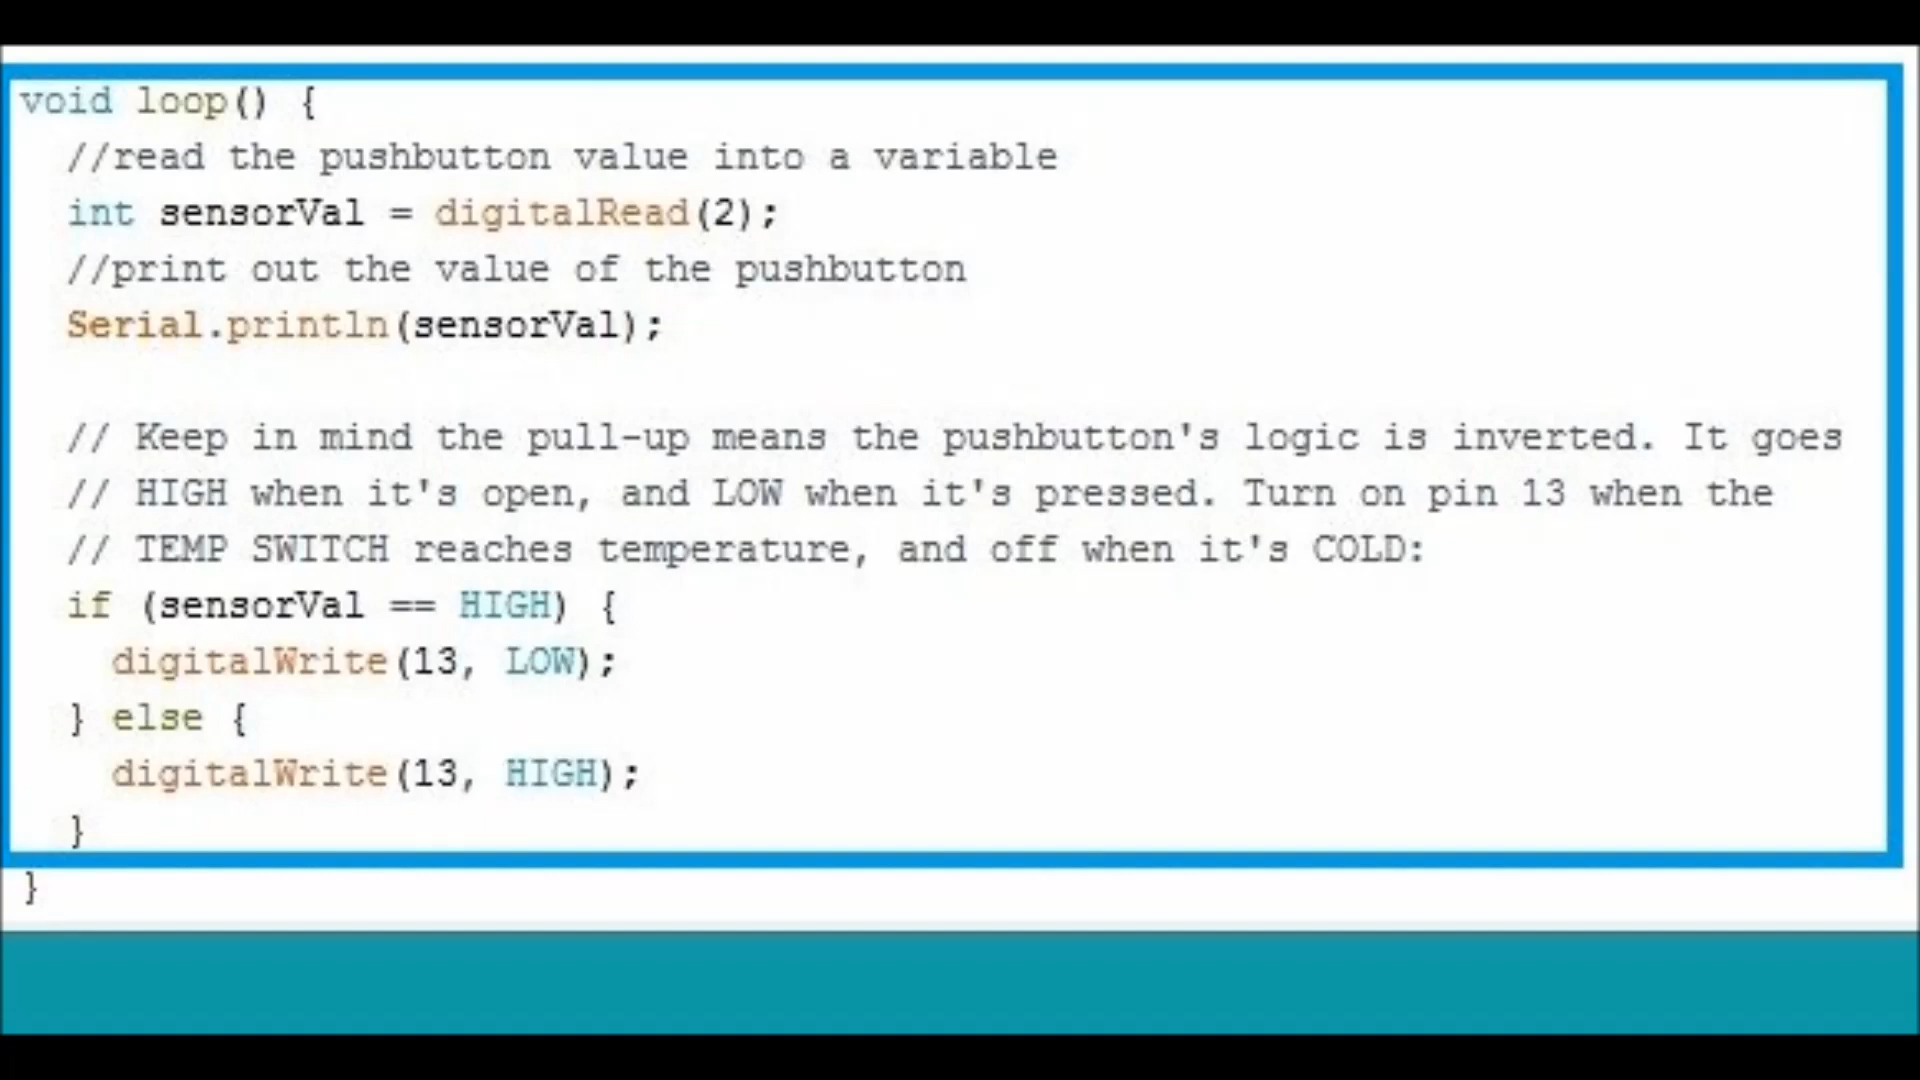 void loop() {
//read the pushbutton value into a variable
int sensorVal = digitalRead(2);
//print out the value of the pushbutton
Serial.println(sensorVal);
// Keep in mind the pull-up means the pushbutton's logic is inverted. It goes
// HIGH when it's open, and LOW when it's pressed. Turn on pin 13 when the
// TEMP SWITCH reaches temperature, and off when it's COLD:
if (sensorVal == HIGH) {
digitalWrite(13, LOW);
} else {
digitalWrite(13, HIGH);
}
}